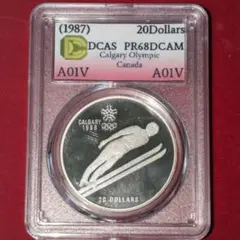 (1987) 20Dollars
DCAS PR68DCAM
Calgary Olympic
Canada
A01V A01V
CALGARY
1988
20 DOLLARS